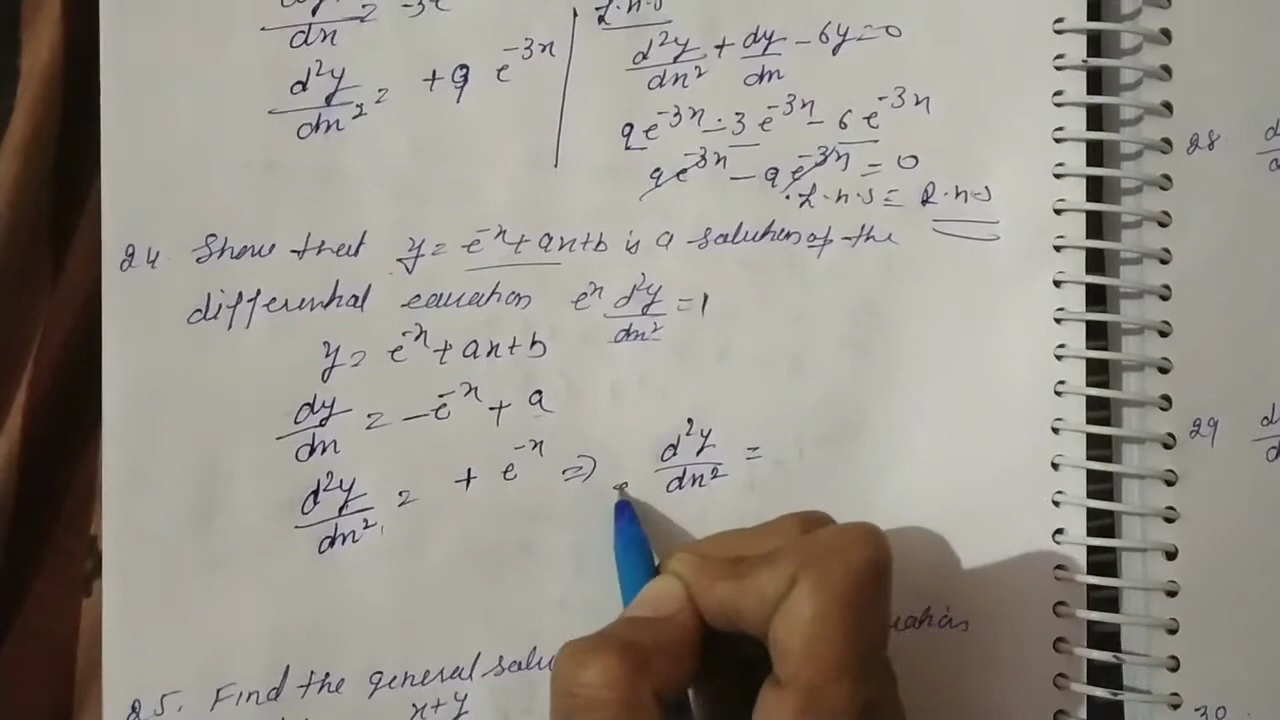 dy/dx = -3e
d²y/dx² = +9 e^-3x
L.H.S
d²y/dx² + dy/dx - 6y = 0
9e^-3x - 3e^-3x - 6e^-3x
9e^-3x - 9e^-3x = 0
L.H.S = R.H.S
24 Show that y = e^-x + ax+b is a solution of the
differential equation e^x d²y/dx² = 1
y = e^-x + ax+b
dy/dx = -e^-x + a
d²y/dx² = + e^-x => d²y/dx² =
25. Find the general solu
x+y
28
29
30